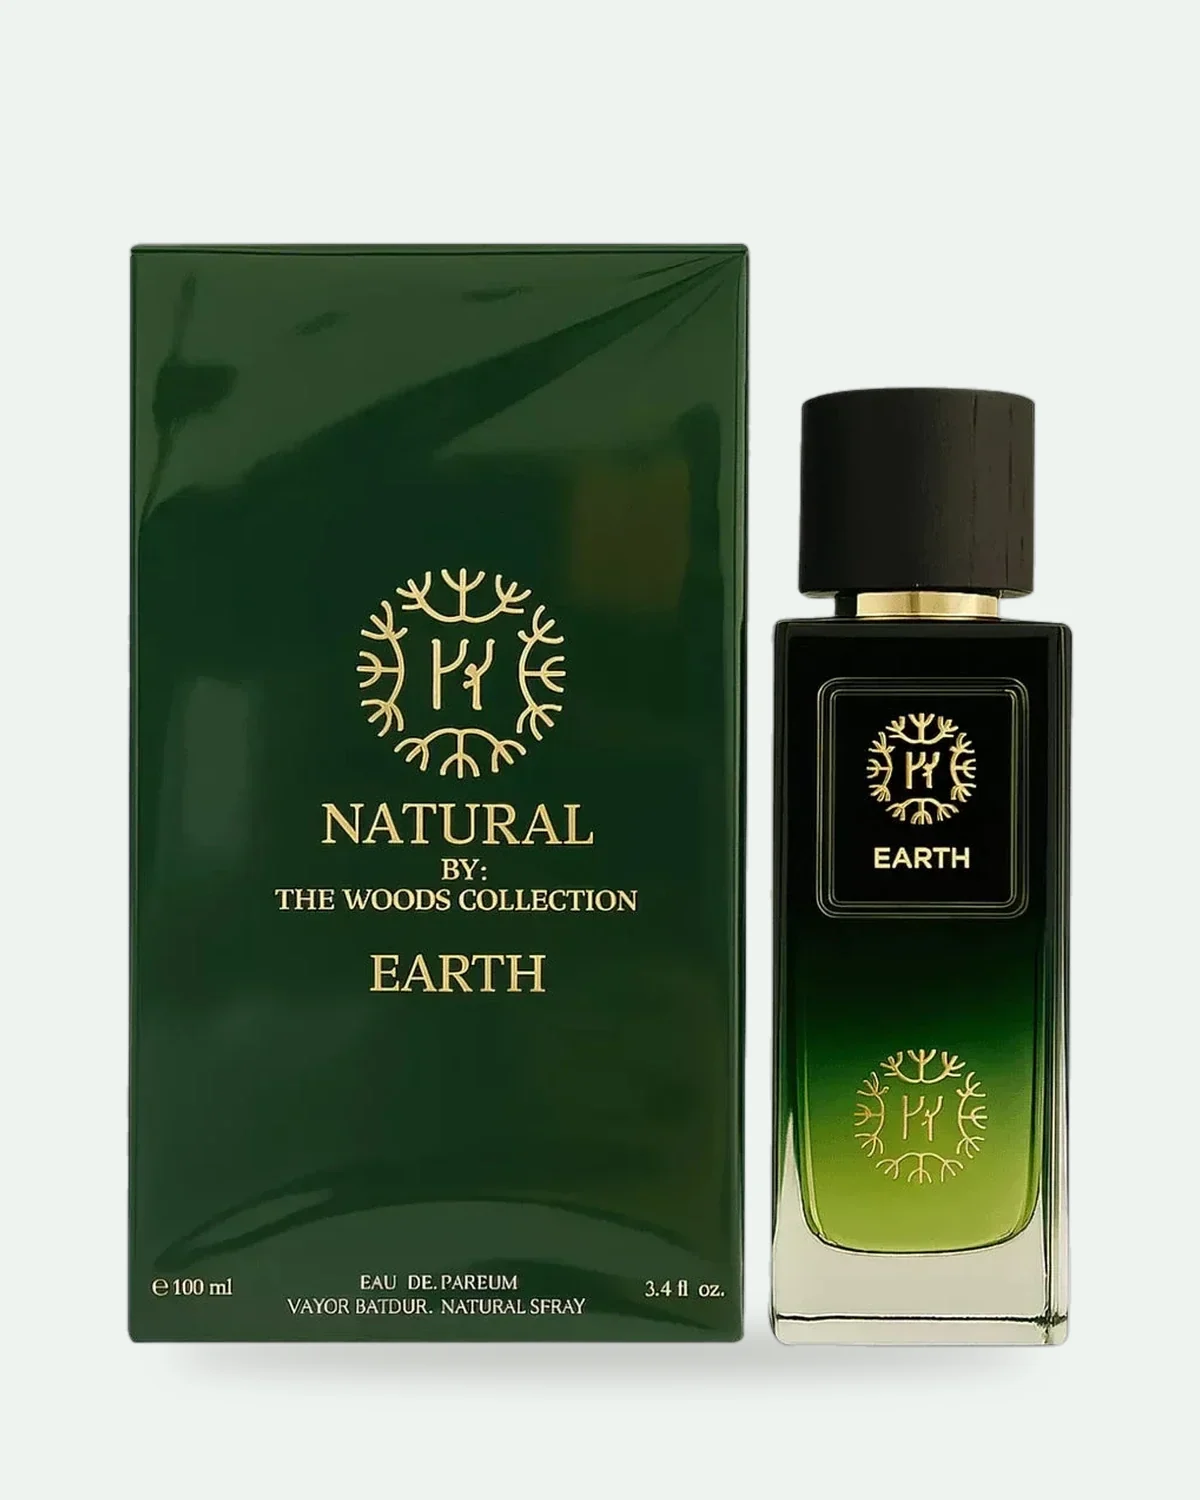 NATURAL
BY:
THE WOODS COLLECTION
EARTH
℮ 100 ml
EAU DE. PAREUM
VAYOR BATDUR. NATURAL SFRAY
3.4 fl oz.
EARTH